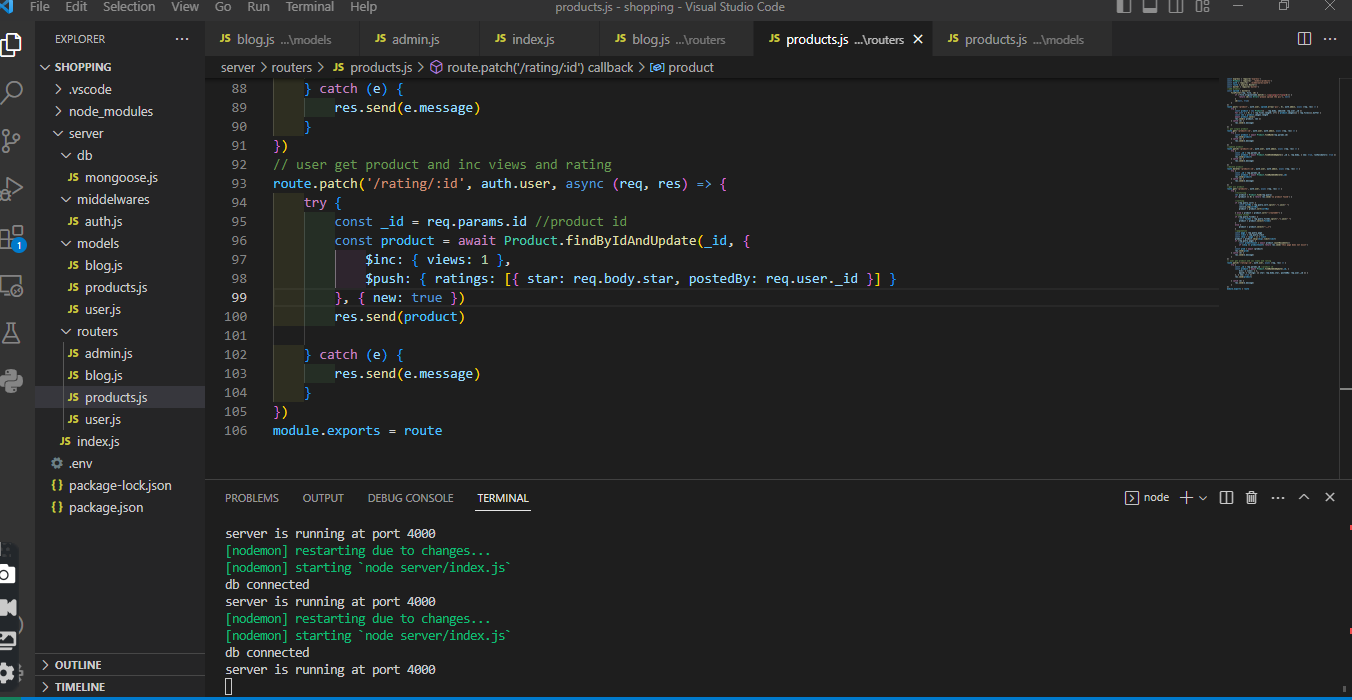 File Edit Selection View Go Run Terminal Help products.js - shopping - Visual Studio Code
EXPLORER
SHOPPING
.vscode
node_modules
server
db
JS mongoose.js
middelwares
JS auth.js
models
JS blog.js
JS products.js
JS user.js
routers
JS admin.js
JS blog.js
JS products.js
JS user.js
JS index.js
.env
{} package-lock.json
{} package.json
OUTLINE
TIMELINE
1
JS blog.js ...\models JS admin.js JS index.js JS blog.js ...\routers JS products.js ...\routers JS products.js ...\models
server > routers > JS products.js > route.patch('/rating/:id') callback > product
88 } catch (e) {
89 res.send(e.message)
90 }
91 })
92 // user get product and inc views and rating
93 route.patch('/rating/:id', auth.user, async (req, res) => {
94 try {
95 const _id = req.params.id //product id
96 const product = await Product.findByIdAndUpdate(_id, {
97 $inc: { views: 1 },
98 $push: { ratings: [{ star: req.body.star, postedBy: req.user._id }] }
99 }, { new: true })
100 res.send(product)
101
102 } catch (e) {
103 res.send(e.message)
104 }
105 })
106 module.exports = route
PROBLEMS OUTPUT DEBUG CONSOLE TERMINAL node
server is running at port 4000
[nodemon] restarting due to changes...
[nodemon] starting `node server/index.js`
db connected
server is running at port 4000
[nodemon] restarting due to changes...
[nodemon] starting `node server/index.js`
db connected
server is running at port 4000